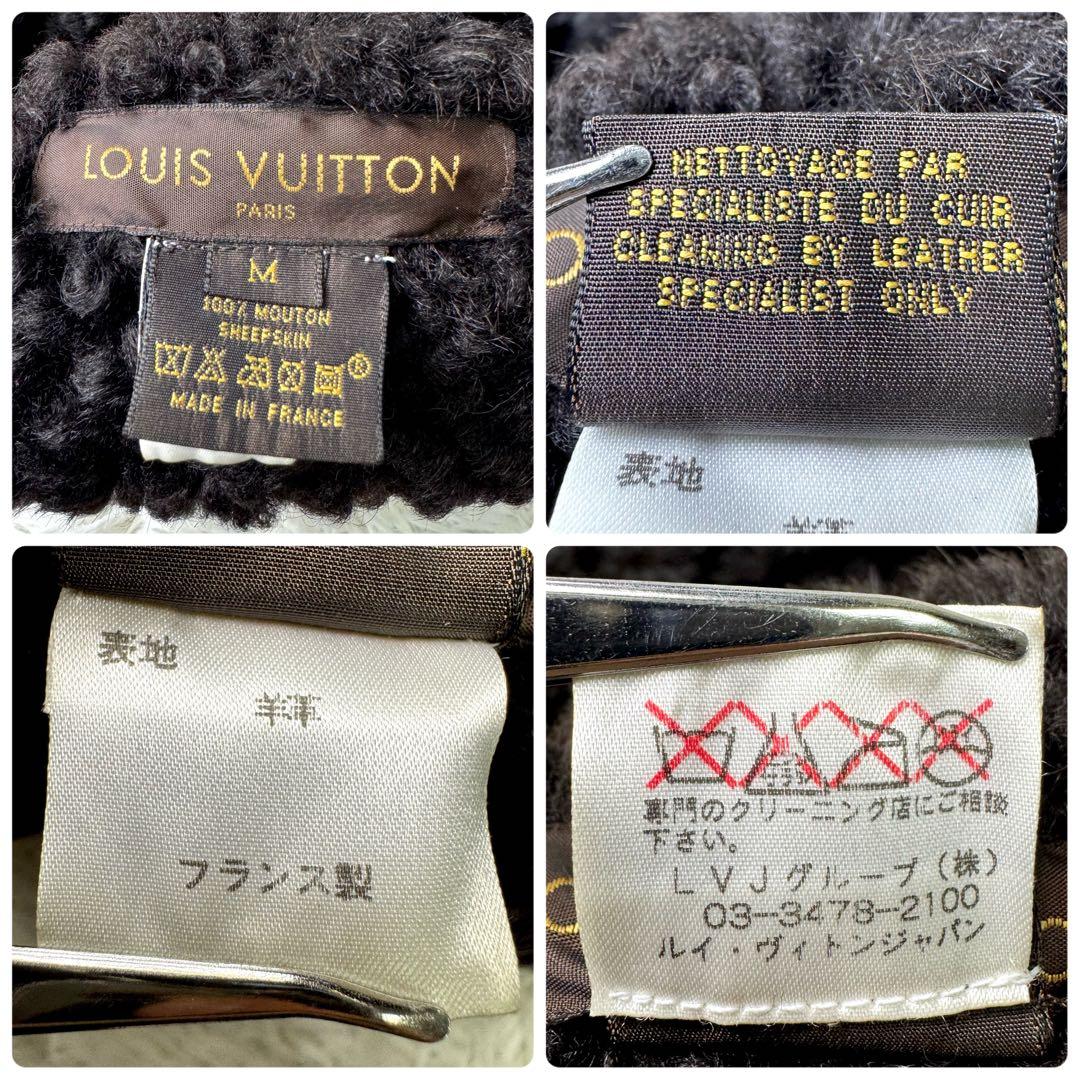 LOUIS VUITTON
PARIS
M
100% MOUTON
SHEEPSKIN
MADE IN FRANCE
NETTOYAGE PAR
SPECIALISTE DU CUIR
CLEANING BY LEATHER
SPECIALIST ONLY
表地
表地
羊革
フランス製
専門のクリーニング店にご相談
下さい。
LVJグループ(株)
03-3478-2100
ルイ・ヴィトンジャパン